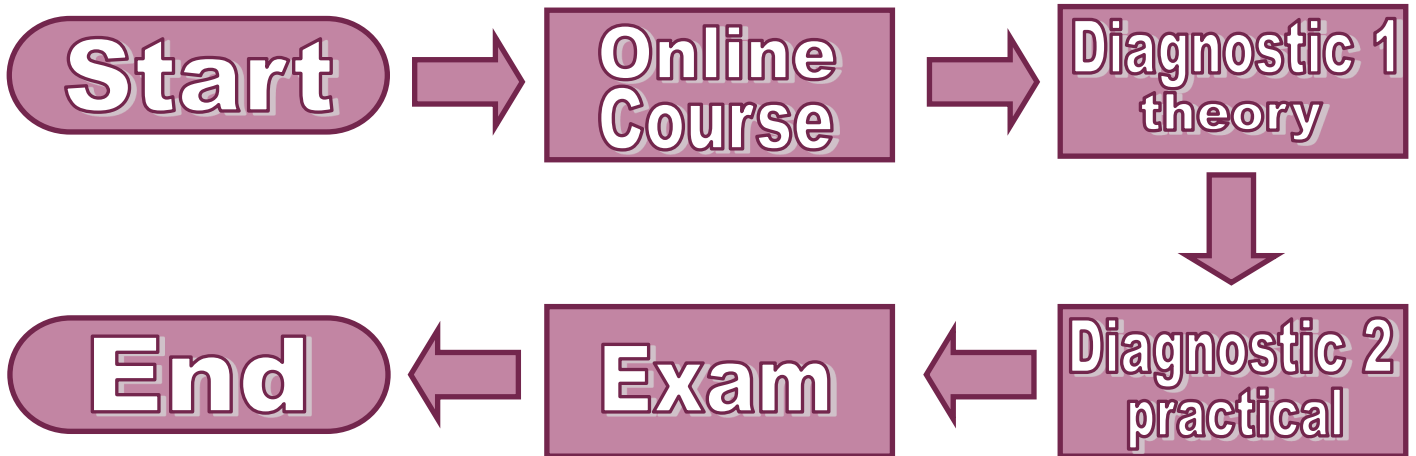 Start
Online
Course
Diagnostic 1
theory
Diagnostic 2
practical
Exam
End